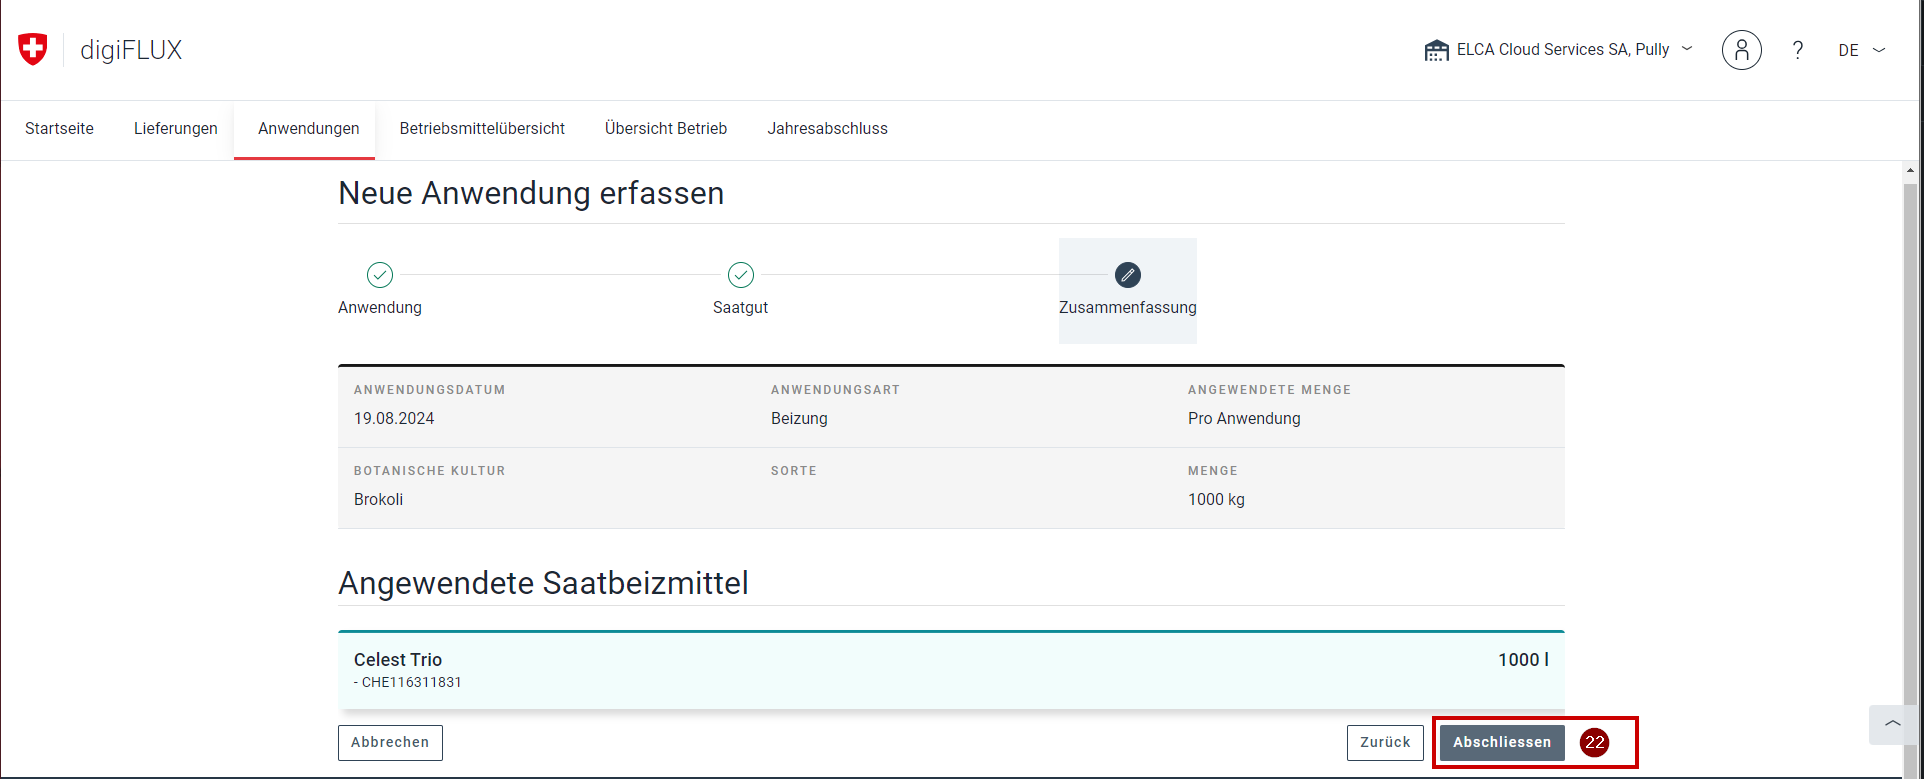 digiFLUX
ELCA Cloud Services SA, Pully
?
DE
Startseite
Lieferungen
Anwendungen
Betriebsmittelübersicht
Übersicht Betrieb
Jahresabschluss
Neue Anwendung erfassen
Anwendung
Saatgut
Zusammenfassung
ANWENDUNGSDATUM
19.08.2024
ANWENDUNGSART
Beizung
ANGEWENDETE MENGE
Pro Anwendung
BOTANISCHE KULTUR
Brokoli
SORTE
MENGE
1000 kg
Angewendete Saatbeizmittel
Celest Trio
1000 l
- CHE116311831
Abbrechen
Zurück
Abschliessen
22